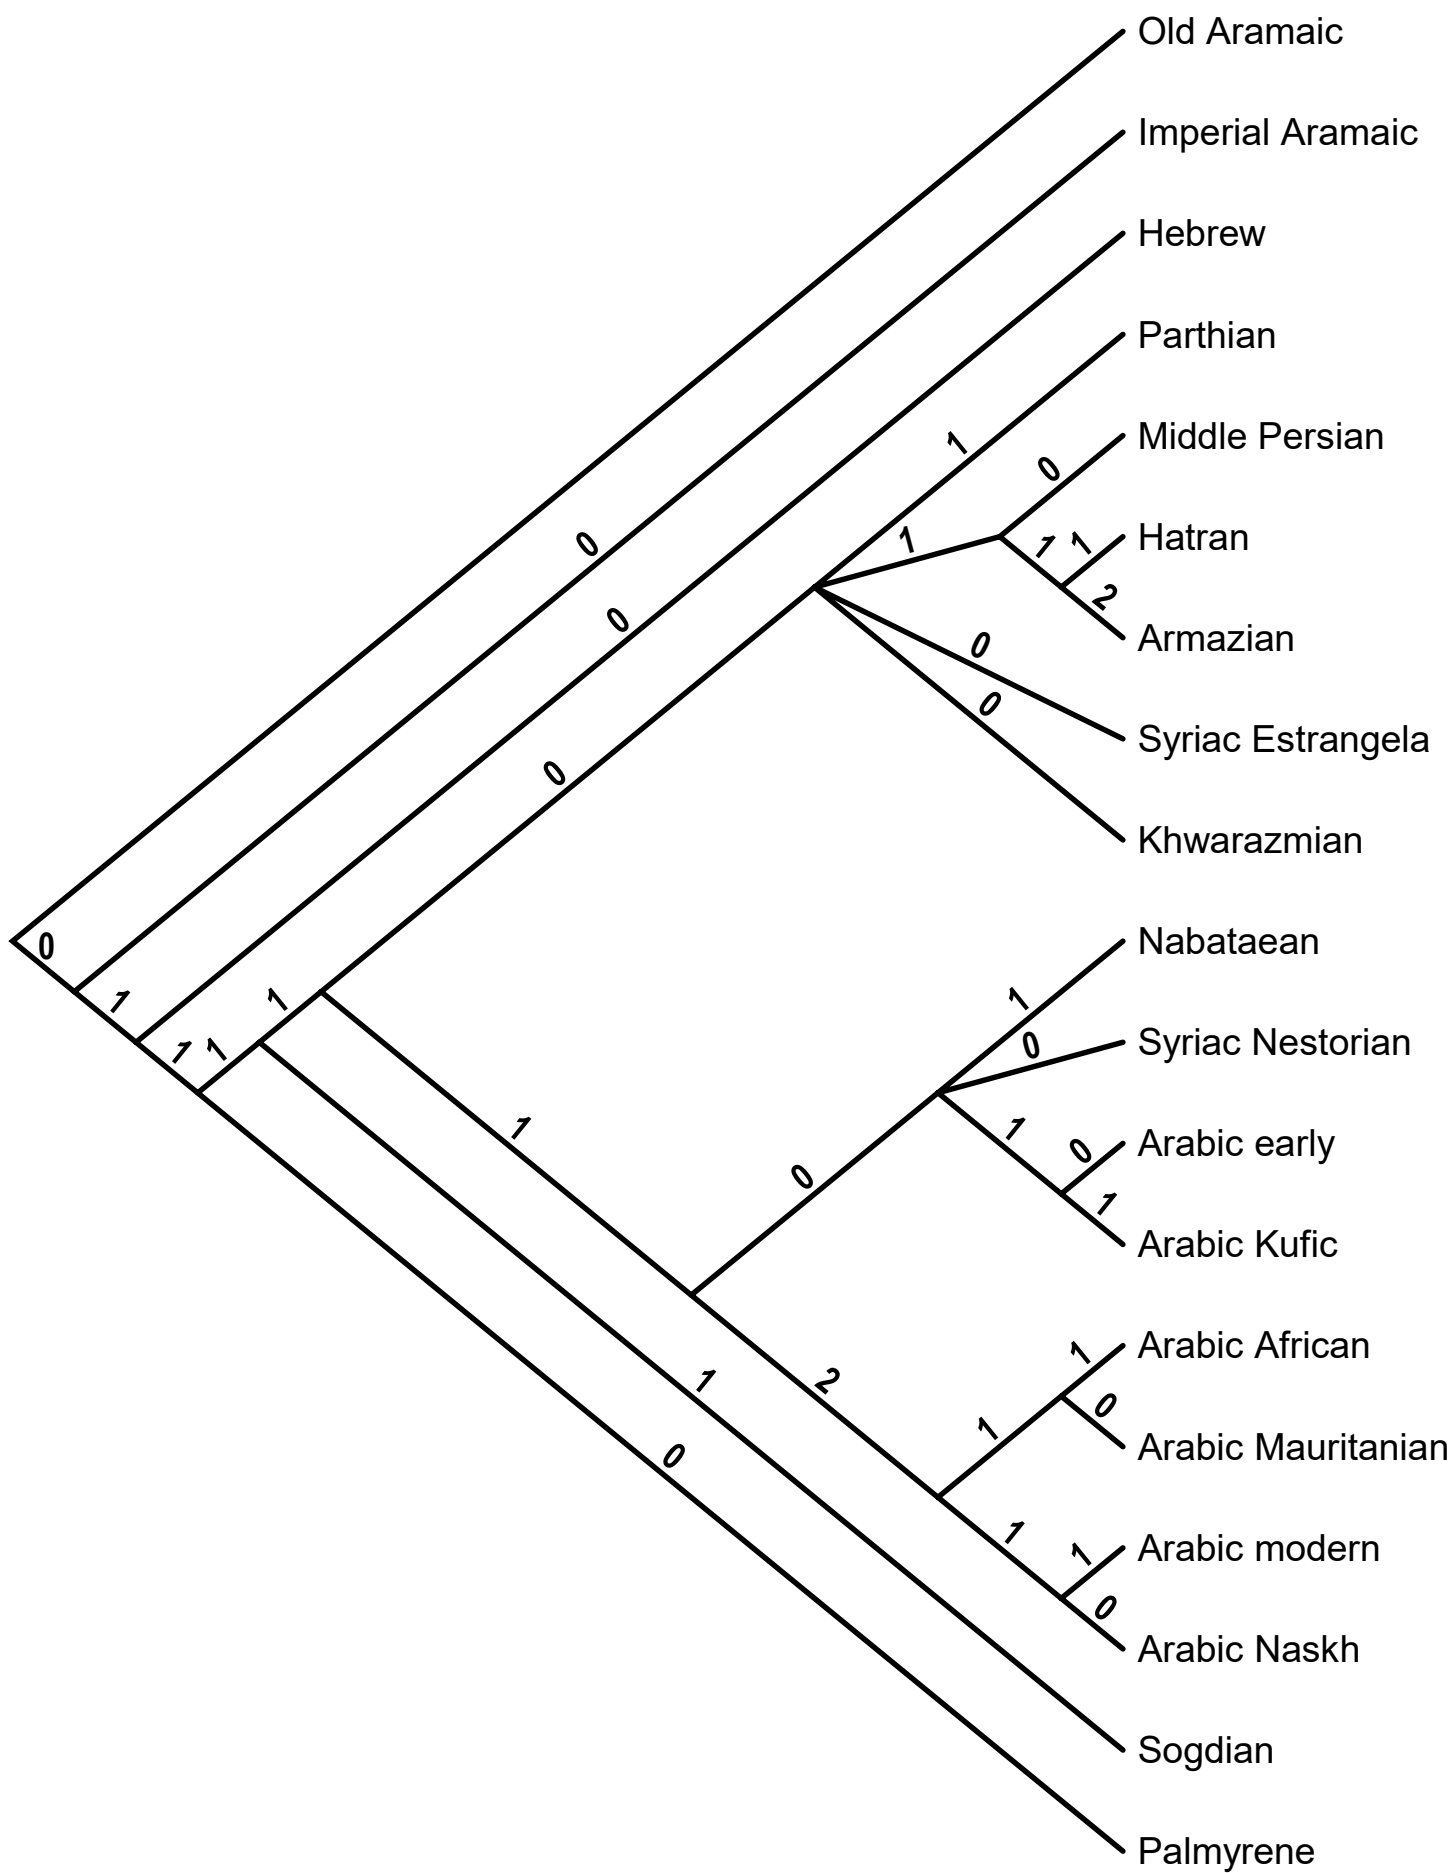 Old Aramaic
Imperial Aramaic
Hebrew
Parthian
1
Middle Persian
0
Hatran
1
1
1
0
2
Armazian
0
0
Syriac Estrangela
0
0
Khwarazmian
Nabataean
0
1
1
1
Syriac Nestorian
0
1
1
1
1
Arabic early
0
0
1
Arabic Kufic
Arabic African
1
2
0
1
1
Arabic Mauritanian
0
1
Arabic modern
1
0
Arabic Naskh
Sogdian
Palmyrene